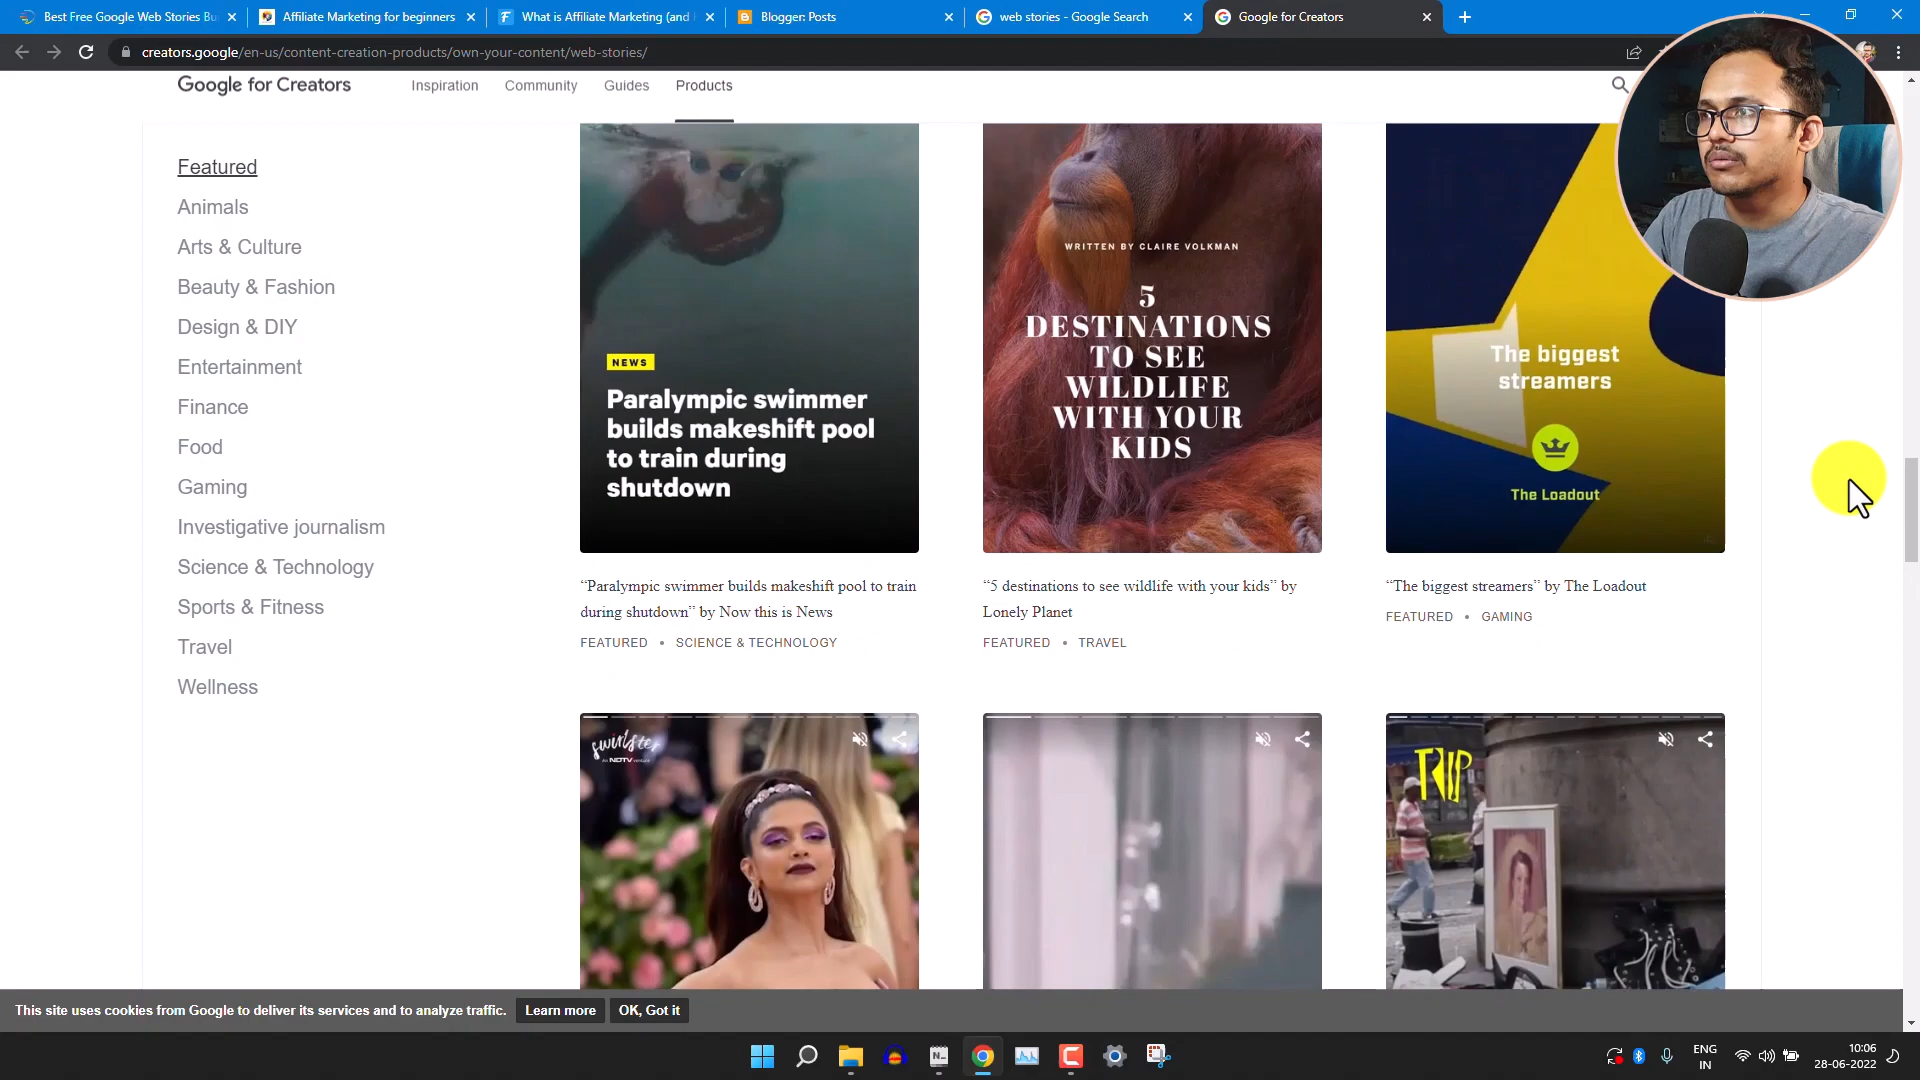 Best Free Google Web Stories Bu
Affiliate Marketing for beginners
What is Affiliate Marketing (and
Blogger: Posts
web stories - Google Search
Google for Creators
creators.google/en-us/content-creation-products/own-your-content/web-stories/
Google for Creators
Inspiration
Community
Guides
Products
Featured
Animals
Arts & Culture
Beauty & Fashion
Design & DIY
Entertainment
Finance
Food
Gaming
Investigative journalism
Science & Technology
Sports & Fitness
Travel
Wellness
NEWS
Paralympic swimmer
builds makeshift pool
to train during
shutdown
“Paralympic swimmer builds makeshift pool to train
during shutdown” by Now this is News
FEATURED • SCIENCE & TECHNOLOGY
WRITTEN BY CLAIRE VOLKMAN
5
DESTINATIONS
TO SEE
WILDLIFE
WITH YOUR
KIDS
“5 destinations to see wildlife with your kids” by
Lonely Planet
FEATURED • TRAVEL
The biggest
streamers
The Loadout
“The biggest streamers” by The Loadout
FEATURED • GAMING
swirlster
An NDTV venture
TRIP
This site uses cookies from Google to deliver its services and to analyze traffic.
Learn more
OK, Got it
N_
ENG
IN
10:06
28-06-2022